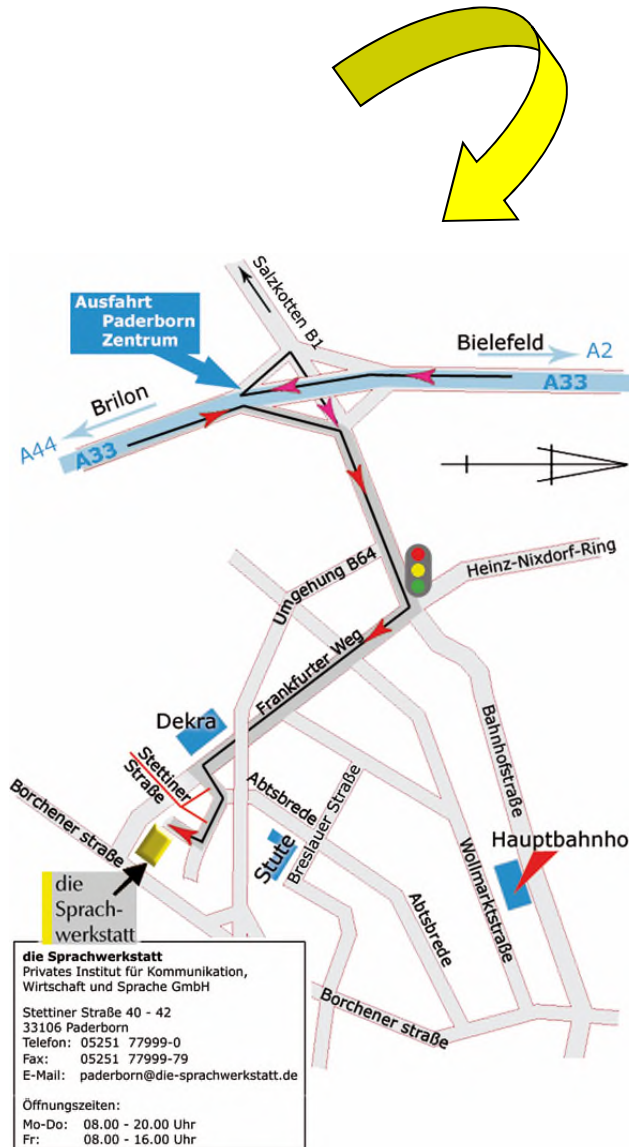 Salzkotten B1
Ausfahrt
Paderborn
Zentrum
Bielefeld
A2
A33
Brilon
A44
A33
Umgehung B64
Heinz-Nixdorf-Ring
Frankfurter Weg
Dekra
Stettiner
Straße
Bahnhofstraße
Borchener straße
Abtsbrede
Breslauer Straße
Stute
Hauptbahnho
Wollmarktstraße
Abtsbrede
die
Sprach-
werkstatt
Borchener straße
die Sprachwerkstatt
Privates Institut für Kommunikation,
Wirtschaft und Sprache GmbH
Stettiner Straße 40 - 42
33106 Paderborn
Telefon: 05251 77999-0
Fax: 05251 77999-79
E-Mail: paderborn@die-sprachwerkstatt.de
Öffnungszeiten:
Mo-Do: 08.00 - 20.00 Uhr
Fr: 08.00 - 16.00 Uhr